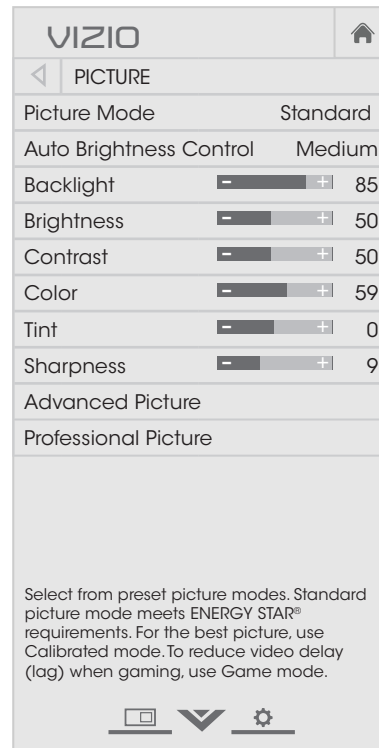 VIZIO
PICTURE
Picture Mode Standard
Auto Brightness Control Medium
Backlight - + 85
Brightness - + 50
Contrast - + 50
Color - + 59
Tint - + 0
Sharpness - + 9
Advanced Picture
Professional Picture
Select from preset picture modes. Standard
picture mode meets ENERGY STAR®
requirements. For the best picture, use
Calibrated mode. To reduce video delay
(lag) when gaming, use Game mode.